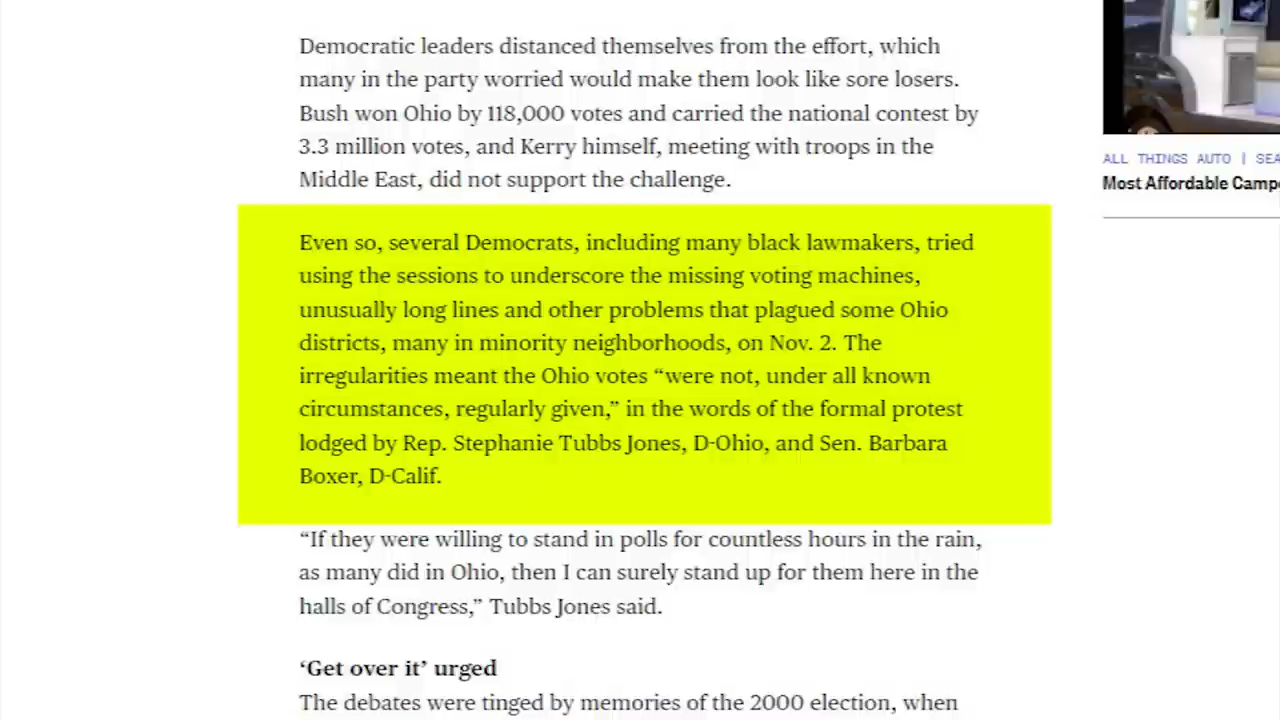 Democratic leaders distanced themselves from the effort, which
many in the party worried would make them look like sore losers.
Bush won Ohio by 118,000 votes and carried the national contest by
3.3 million votes, and Kerry himself, meeting with troops in the
Middle East, did not support the challenge.
Even so, several Democrats, including many black lawmakers, tried
using the sessions to underscore the missing voting machines,
unusually long lines and other problems that plagued some Ohio
districts, many in minority neighborhoods, on Nov. 2. The
irregularities meant the Ohio votes “were not, under all known
circumstances, regularly given,” in the words of the formal protest
lodged by Rep. Stephanie Tubbs Jones, D-Ohio, and Sen. Barbara
Boxer, D-Calif.
“If they were willing to stand in polls for countless hours in the rain,
as many did in Ohio, then I can surely stand up for them here in the
halls of Congress,” Tubbs Jones said.
‘Get over it’ urged
The debates were tinged by memories of the 2000 election, when
ALL THINGS AUTO | SEA
Most Affordable Camp